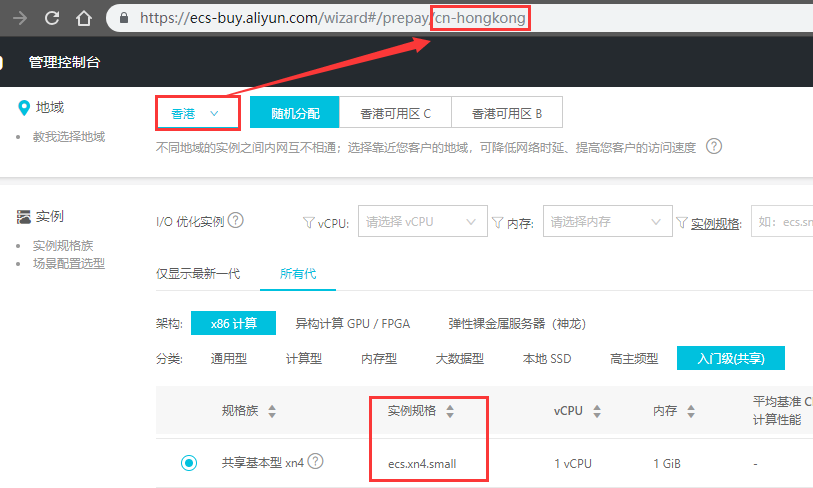 https://ecs-buy.aliyun.com/wizard#/prepay/cn-hongkong
管理控制台
地域
教我选择地域
香港 随机分配 香港可用区 C 香港可用区 B
不同地域的实例之间内网互不相通；选择靠近您客户的地域，可降低网络时延、提高您客户的访问速度 ?
实例
实例规格族
场景配置选型
I/O 优化实例 ? vCPU: 请选择 vCPU 内存: 请选择内存 实例规格: 如: ecs.sn
仅显示最新一代 所有代
架构: x86 计算 异构计算 GPU / FPGA 弹性裸金属服务器（神龙）
分类: 通用型 计算型 内存型 大数据型 本地 SSD 高主频型 入门级(共享)
规格族 实例规格 vCPU 内存 平均基准
计算性能
共享基本型 xn4 ? ecs.xn4.small 1 vCPU 1 GiB -